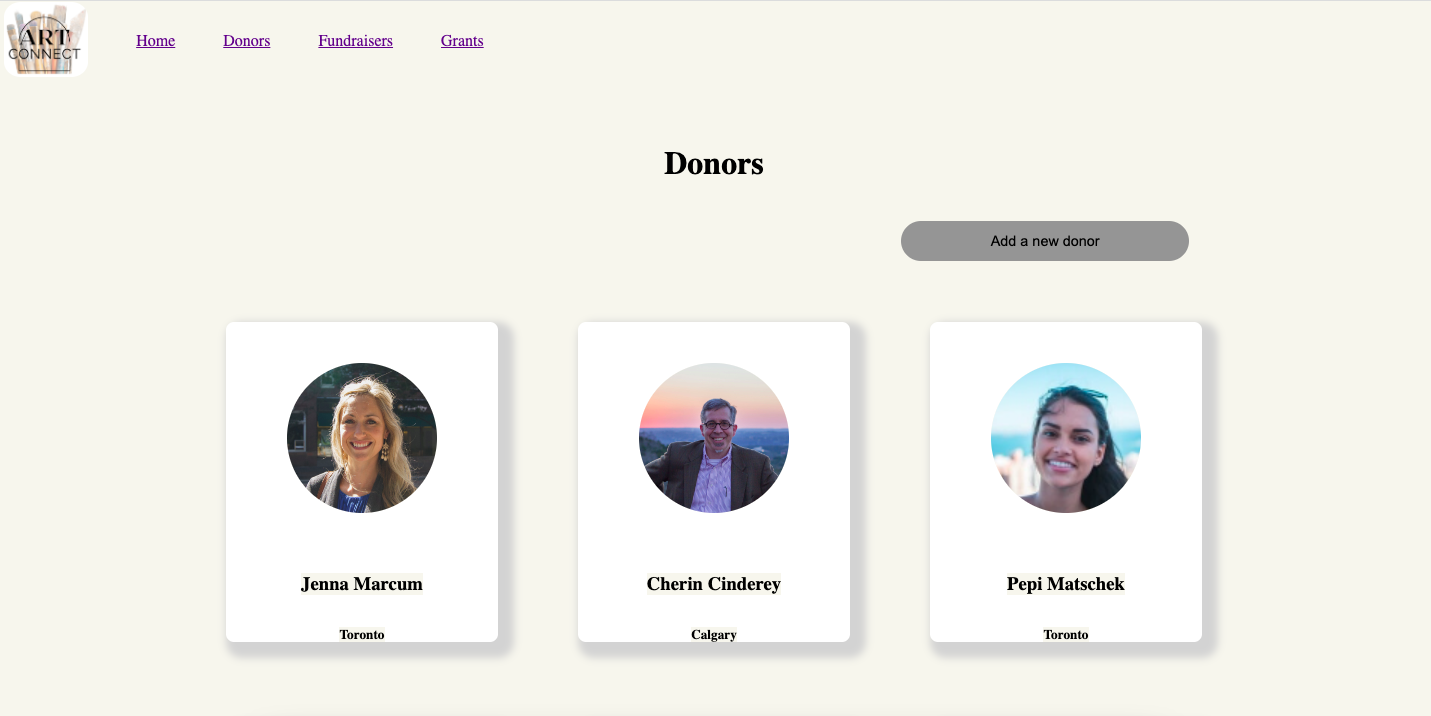 ART
CONNECT
Home Donors Fundraisers Grants
Donors
Add a new donor
Jenna Marcum Cherin Cinderey Pepi Matschek
Toronto Calgary Toronto